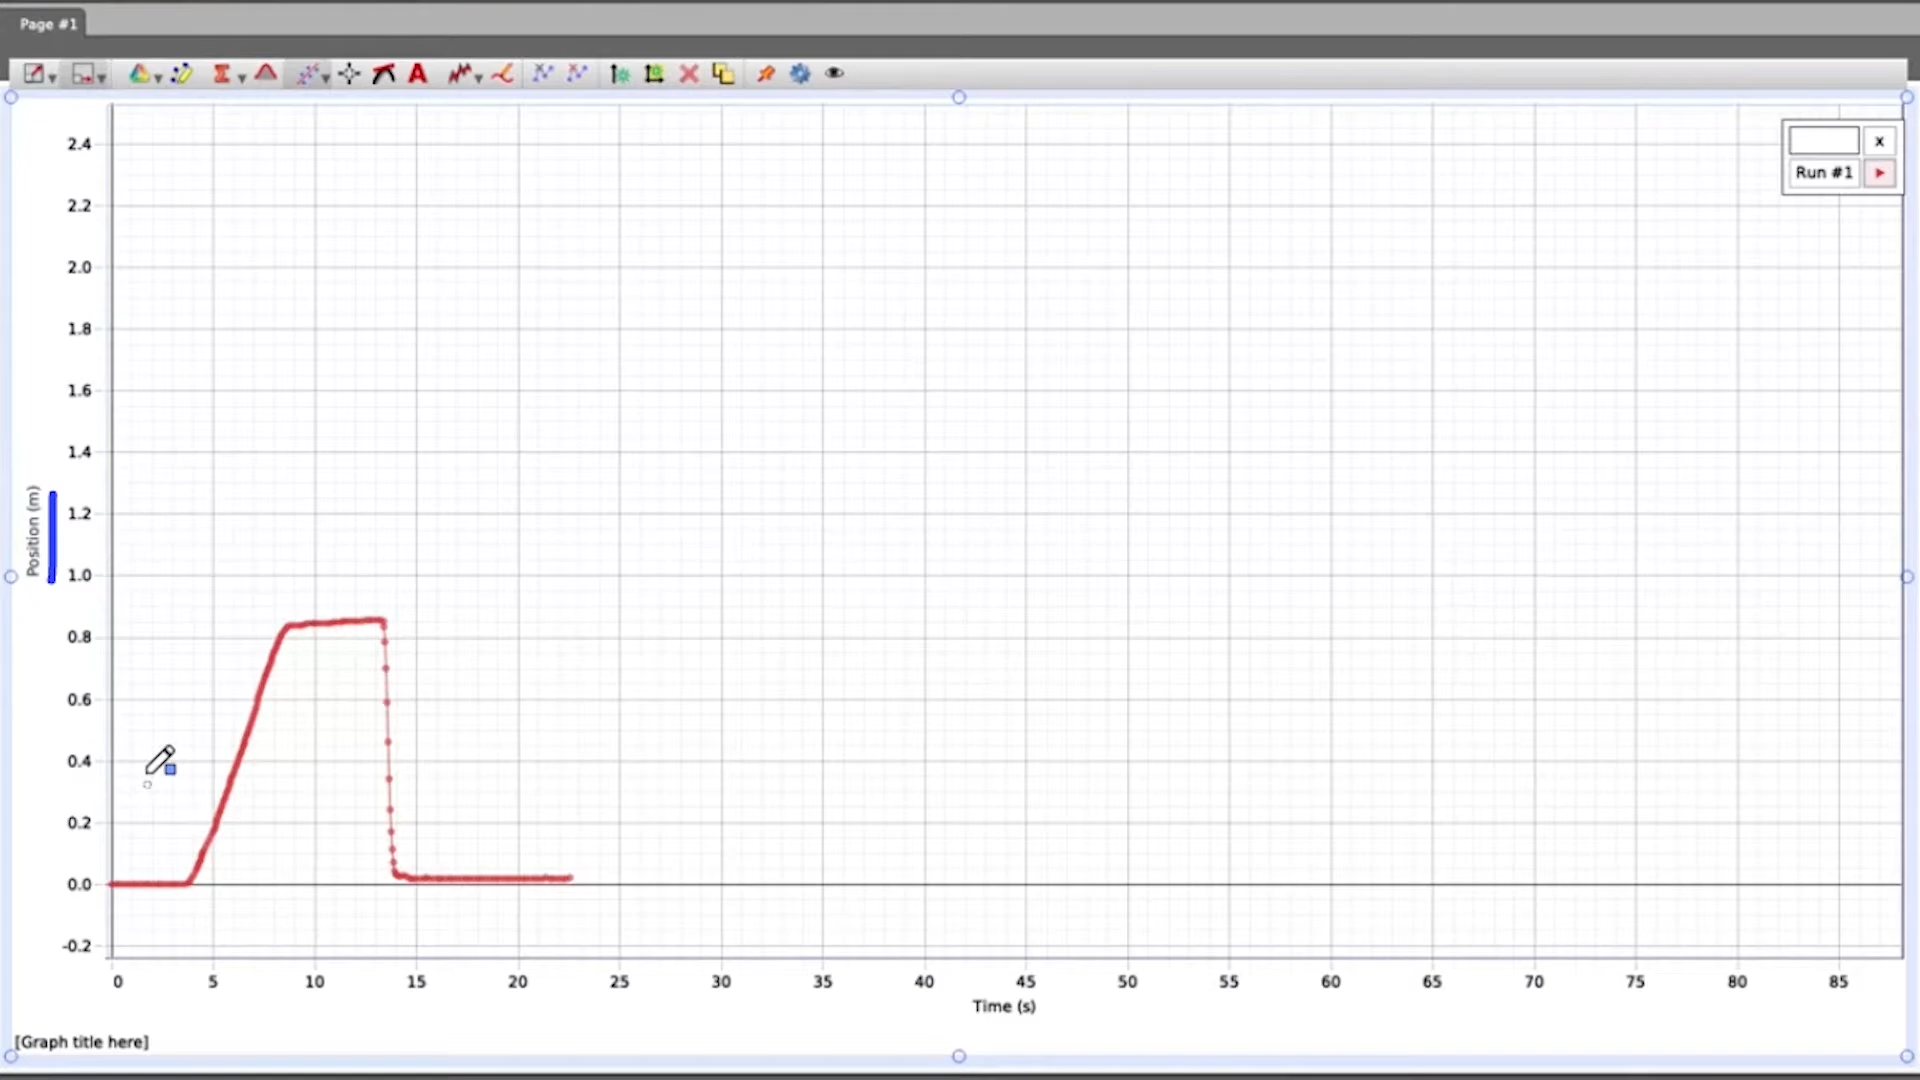 Page #1
x
Run #1
2.4
2.2
2.0
1.8
1.6
1.4
1.2
1.0
0.8
0.6
0.4
0.2
0.0
-0.2
Position (m)
0 5 10 15 20 25 30 35 40 45 50 55 60 65 70 75 80 85
Time (s)
[Graph title here]